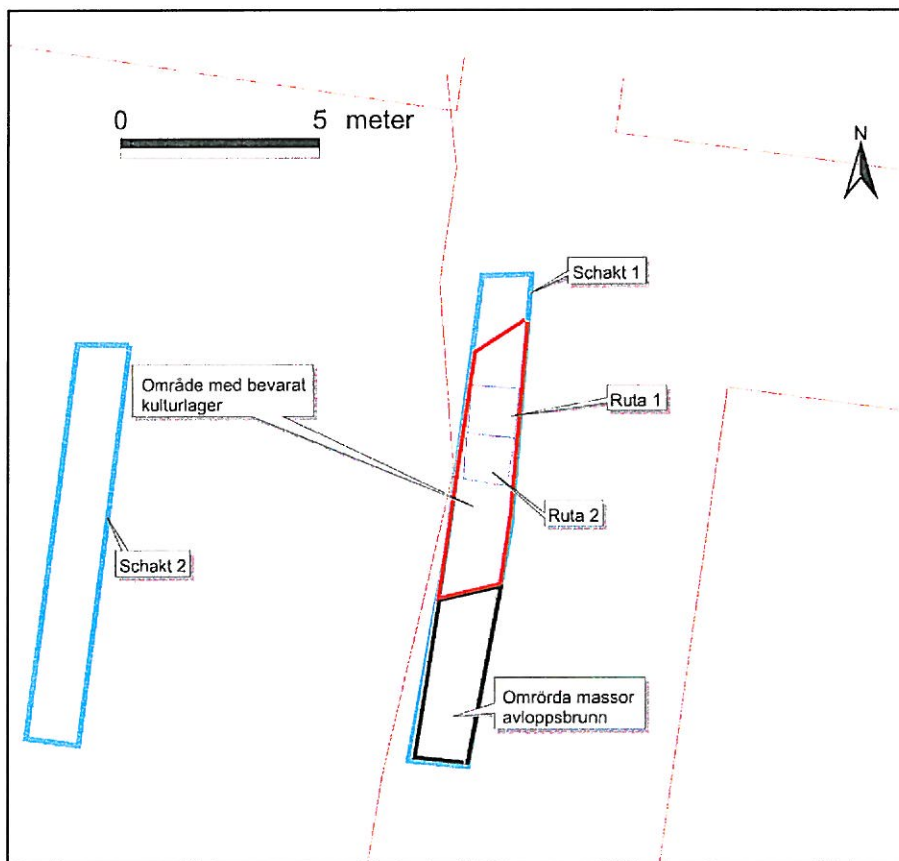 0 5 meter
N
Schakt 1
Område med bevarat
kulturlager
Ruta 1
Ruta 2
Schakt 2
Omrörda massor
avloppsbrunn